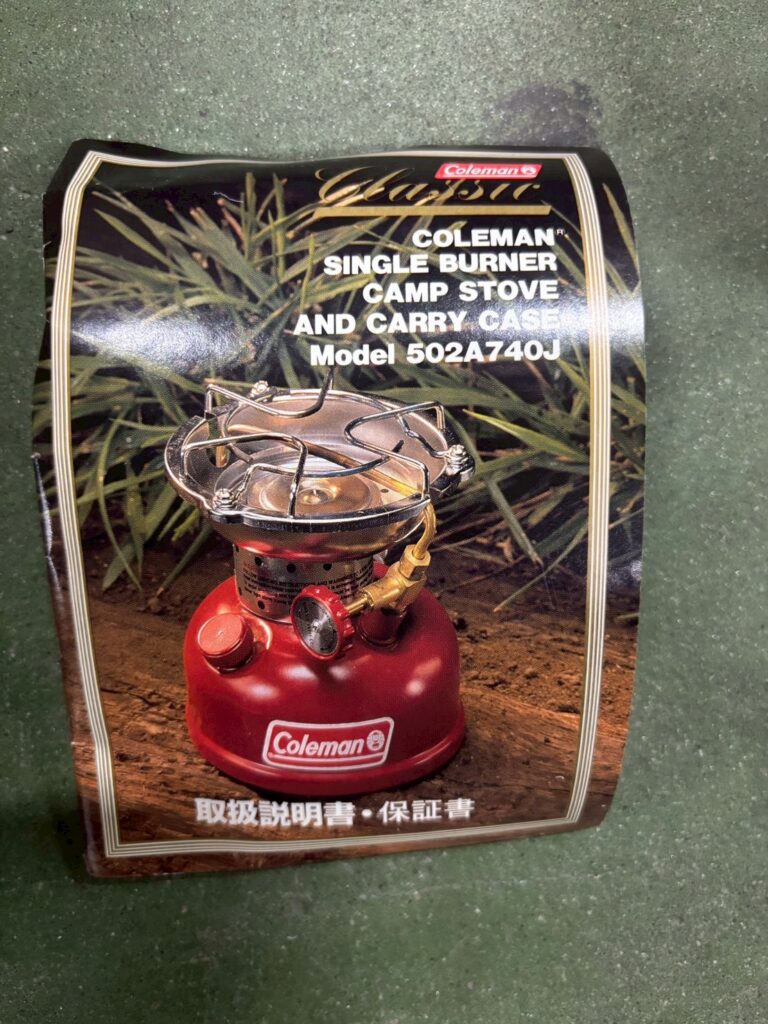 Coleman
Classic
COLEMAN®
SINGLE BURNER
CAMP STOVE
AND CARRY CASE
Model 502A740J
Coleman
取扱説明書・保証書